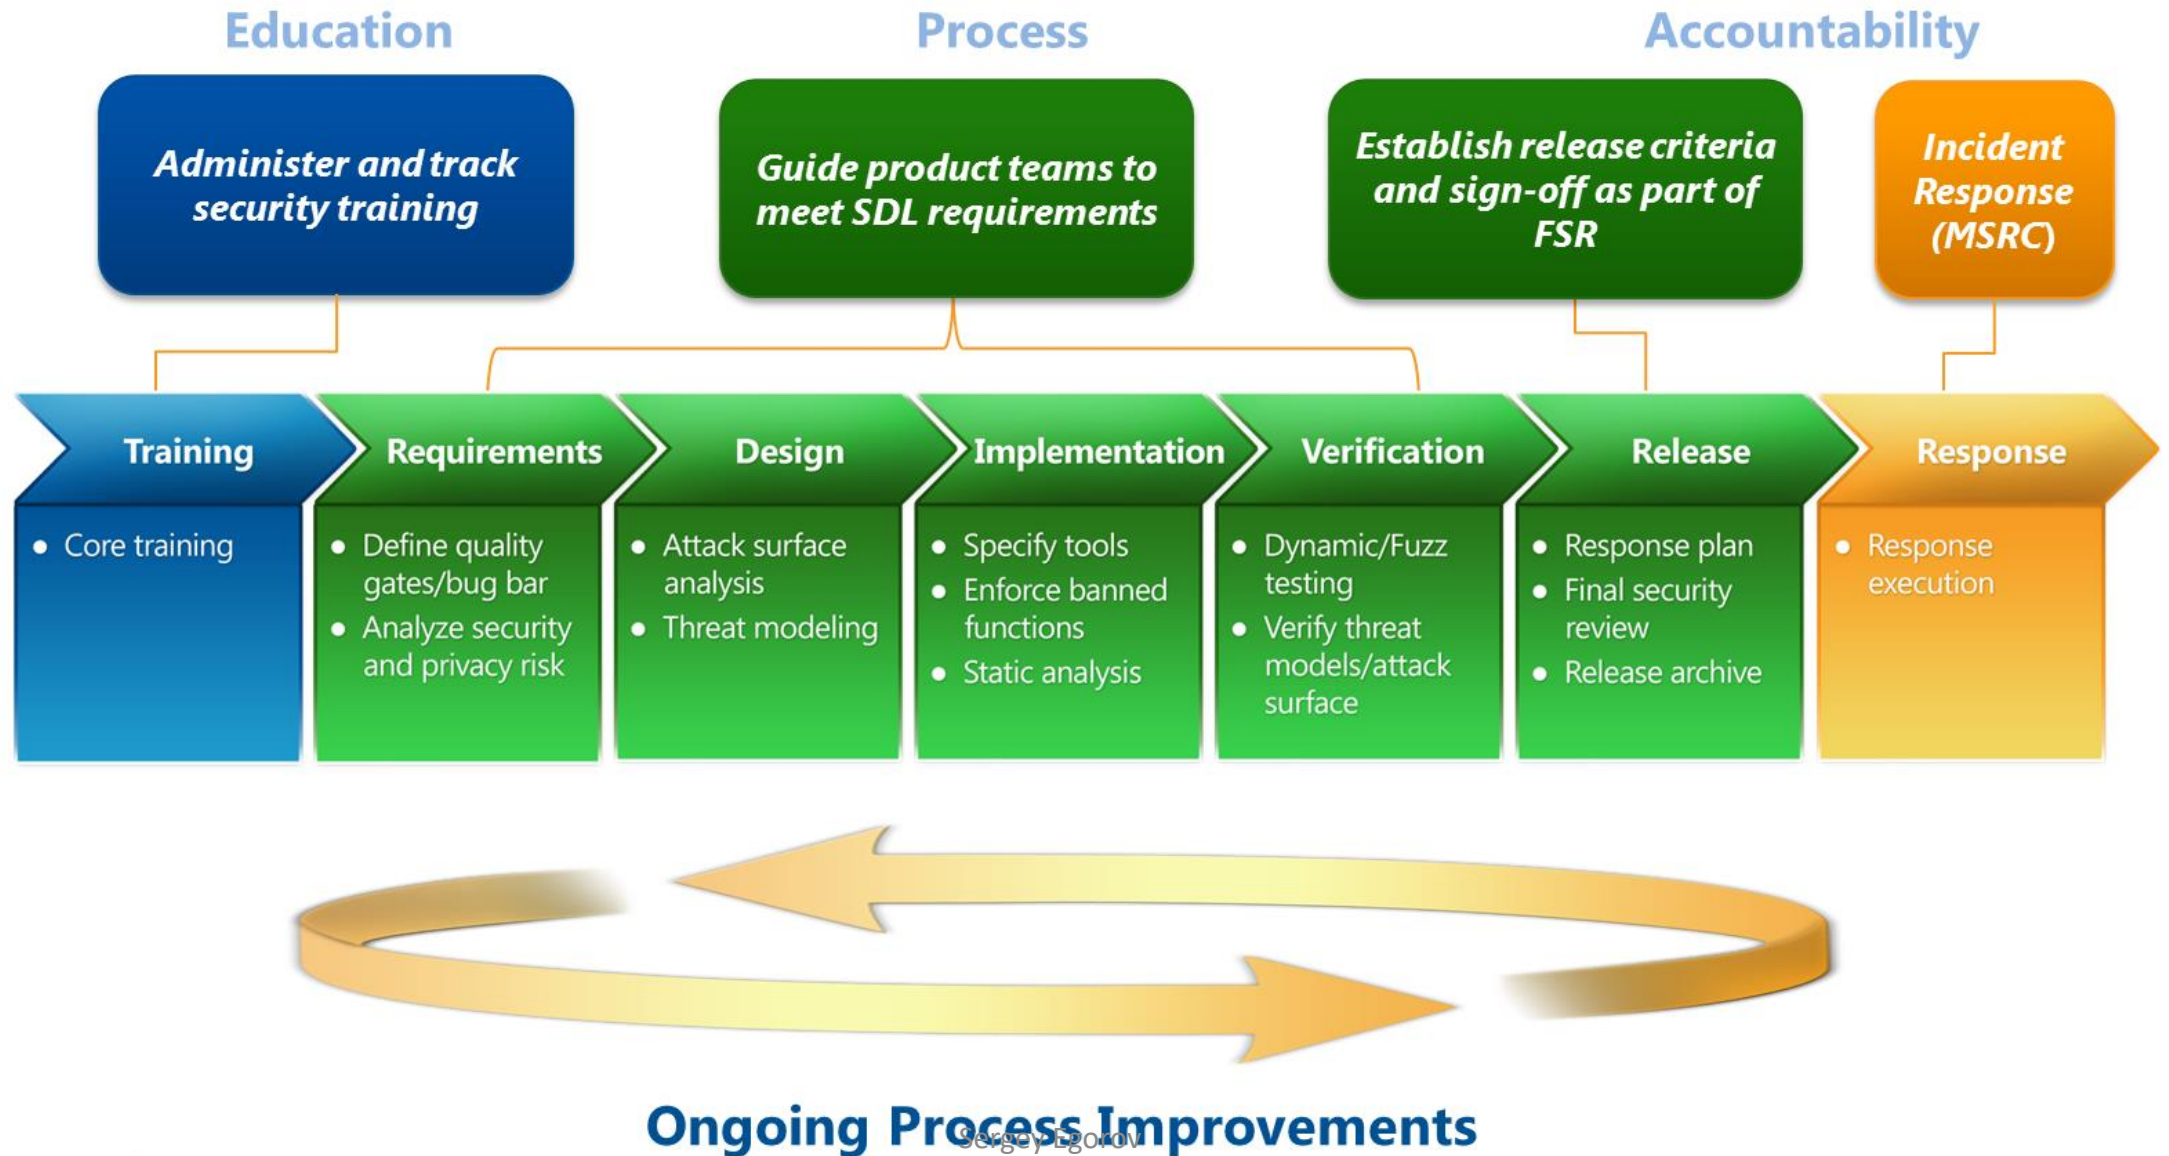 Education
Process
Accountability
Administer and track
security training
Guide product teams to
meet SDL requirements
Establish release criteria
and sign-off as part of
FSR
Incident
Response
(MSRC)
Training
Requirements
Design
Implementation
Verification
Release
Response
• Core training
• Define quality
gates/bug bar
• Analyze security
and privacy risk
• Attack surface
analysis
• Threat modeling
• Specify tools
• Enforce banned
functions
• Static analysis
• Dynamic/Fuzz
testing
• Verify threat
models/attack
surface
• Response plan
• Final security
review
• Release archive
• Response
execution
Ongoing Process Improvements
Sergey Egorov